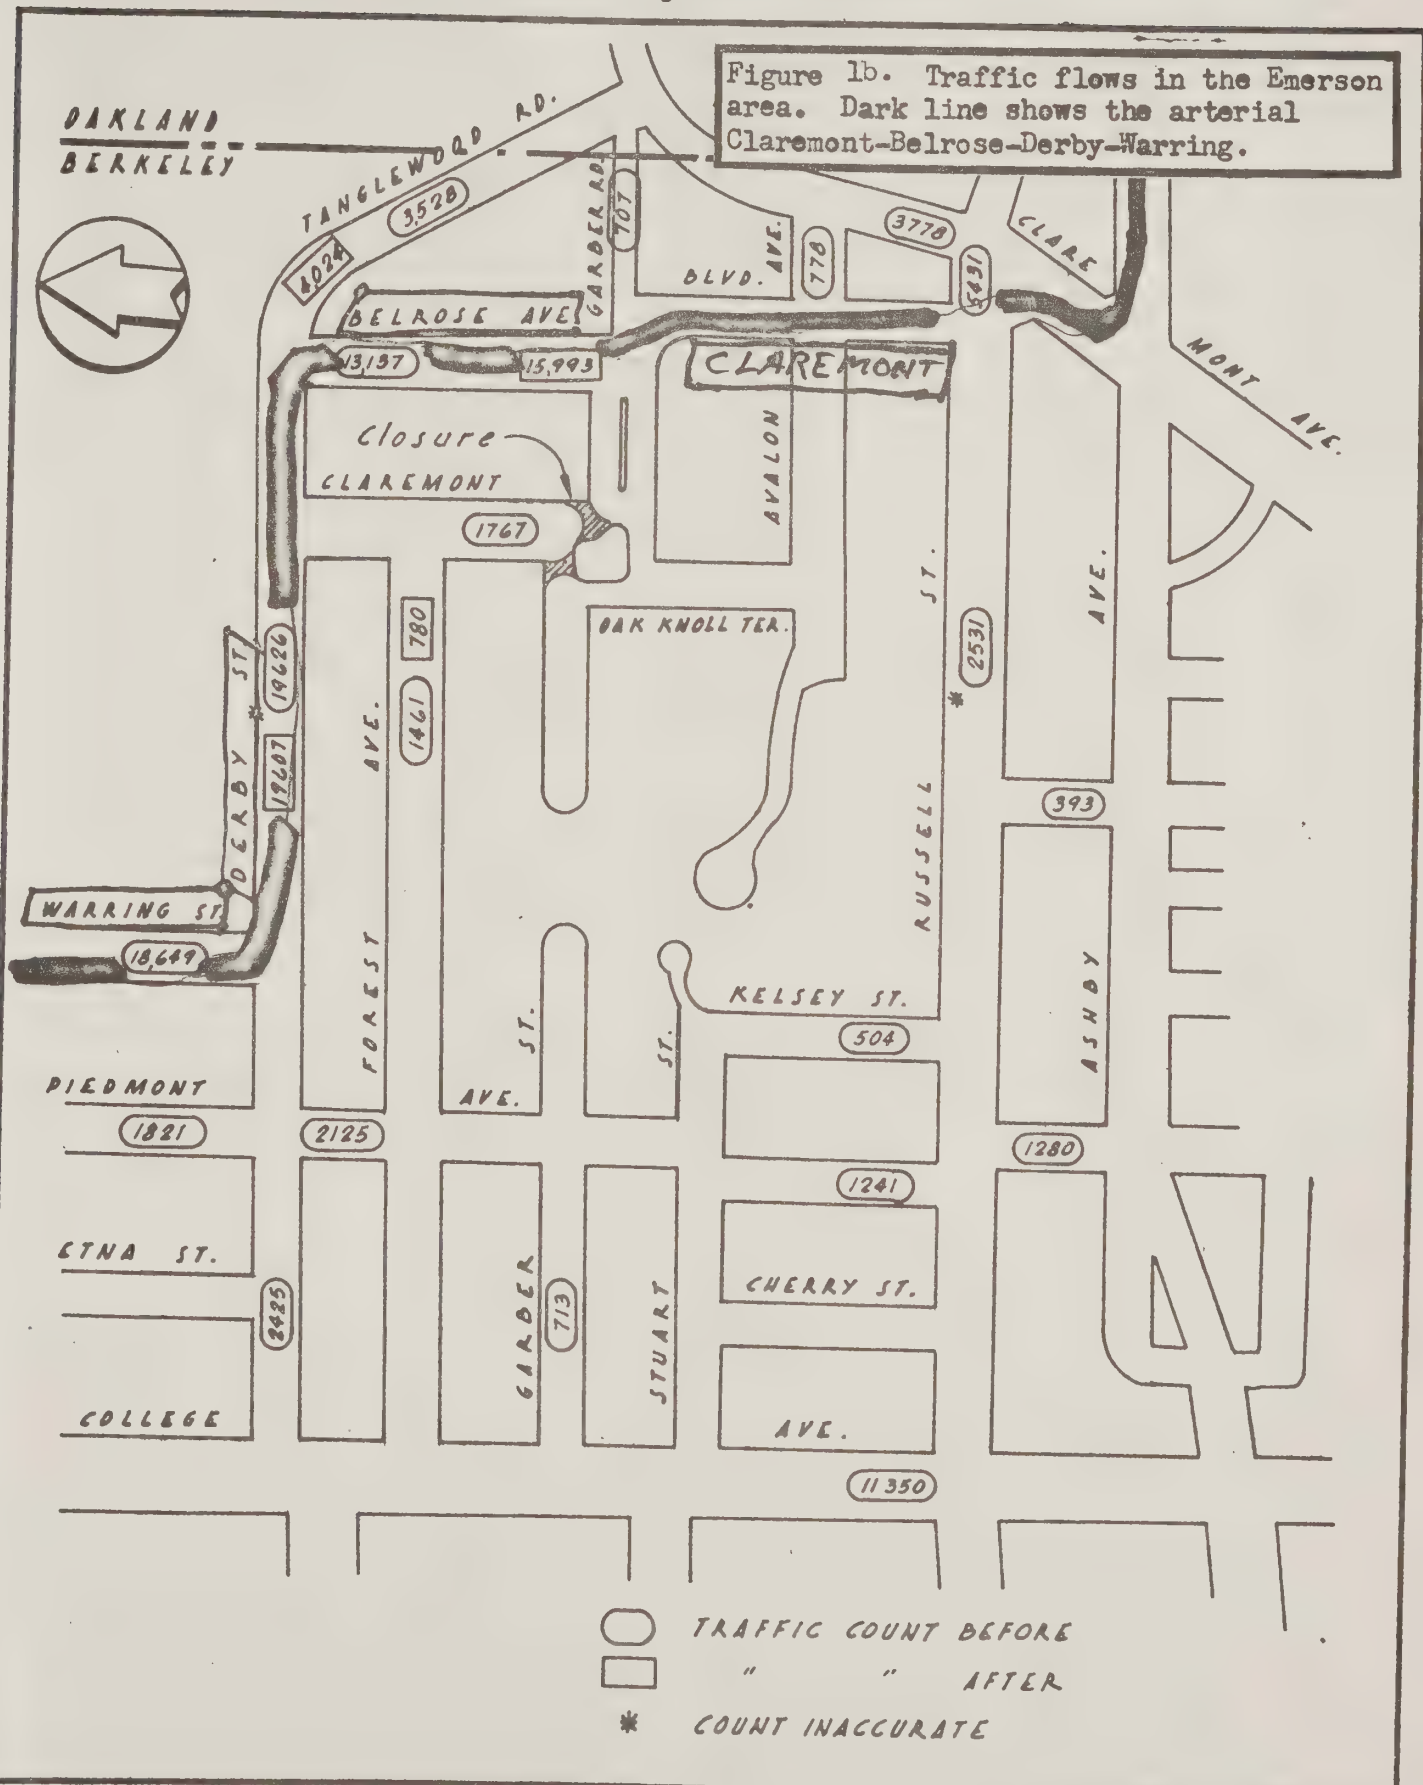 Figure 1b. Traffic flows in the Emerson
area. Dark line shows the arterial
Claremont-Belrose-Derby-Warring.
OAKLAND
BERKELEY
TANGLEWOOD RD.
3,528
4,024
GARBER RD.
707
BLVD.
AVE.
778
3778
5431
CLARE
MONT AVE.
BELROSE AVE.
13,137
15,993
CLAREMONT
Closure
CLAREMONT
1767
AVALON
OAK KNOLL TER.
DERBY ST.
19626
*
19607
FOREST AVE.
780
1461
RUSSELL ST.
2531
*
ASHBY AVE.
393
WARRING ST.
18,649
KELSEY ST.
504
PIEDMONT
AVE.
1821
2125
1280
1241
ETNA ST.
CHERRY ST.
2425
GARBER ST.
713
STUART ST.
COLLEGE
AVE.
11350
TRAFFIC COUNT BEFORE
" " AFTER
* COUNT INACCURATE